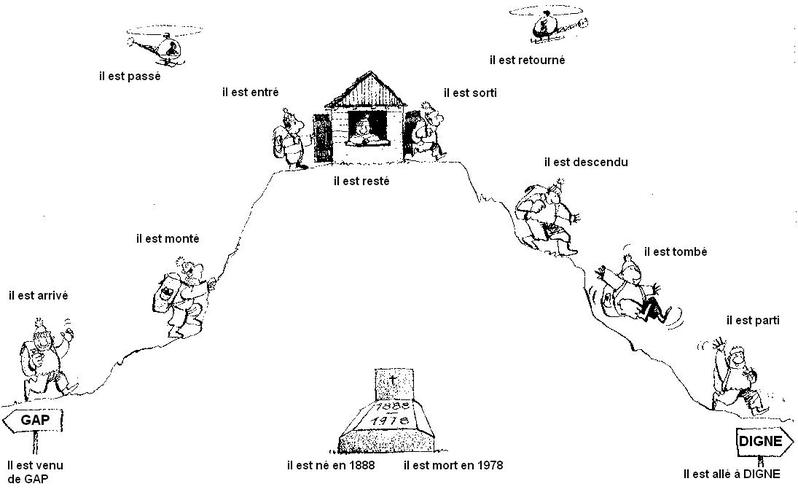 il est passé
il est retourné
il est entré
il est sorti
il est resté
il est descendu
il est monté
il est tombé
il est arrivé
il est parti
GAP
Il est venu
de GAP
1888
1978
il est né en 1888
il est mort en 1978
DIGNE
Il est allé à DIGNE